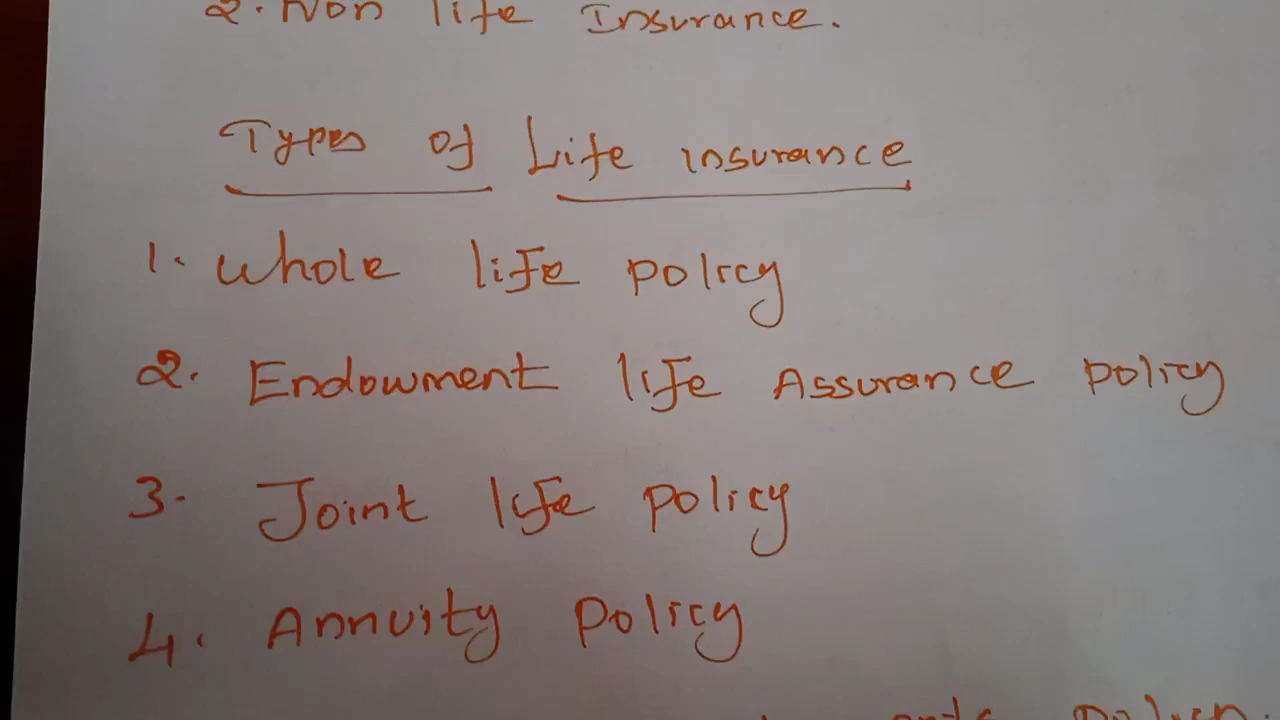 2. Non life Insurance.
Types of Life insurance
1. Whole life policy
2. Endowment life Assurance policy
3. Joint life policy
4. Annuity Policy